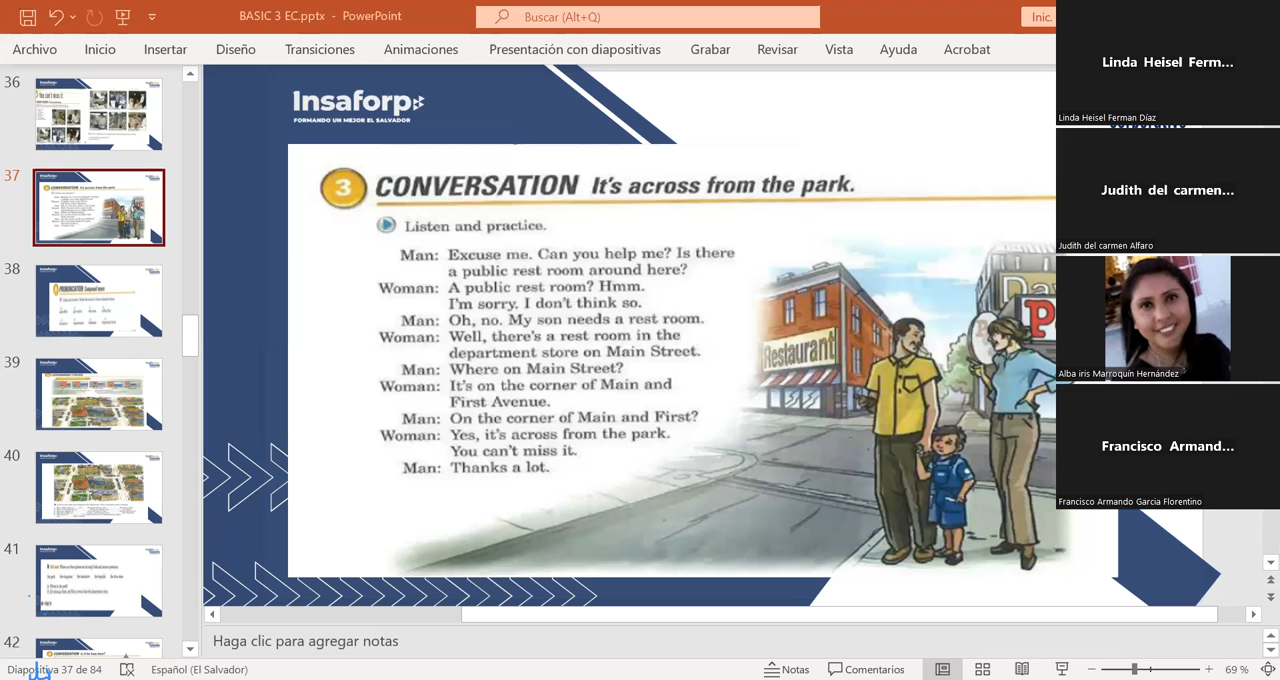 BASIC 3 EC.pptx - PowerPoint
Buscar (Alt+Q)
Inic.
Archivo Inicio Insertar Diseño Transiciones Animaciones Presentación con diapositivas Grabar Revisar Vista Ayuda Acrobat
36
37
38
39
40
41
42
Insaforp
FORMANDO UN MEJOR EL SALVADOR
3 CONVERSATION It's across from the park.
Listen and practice.
Man: Excuse me. Can you help me? Is there
a public rest room around here?
Woman: A public rest room? Hmm.
I'm sorry. I don't think so.
Man: Oh, no. My son needs a rest room.
Woman: Well, there's a rest room in the
department store on Main Street.
Man: Where on Main Street?
Woman: It's on the corner of Main and
First Avenue.
Man: On the corner of Main and First?
Woman: Yes, it's across from the park.
You can't miss it.
Man: Thanks a lot.
Restaurant
Linda Heisel Ferm...
Linda Heisel Ferman Díaz
Judith del carmen...
Judith del carmen Alfaro
Alba iris Marroquín Hernández
Francisco Armand...
Francisco Armando Garcia Florentino
Haga clic para agregar notas
Diapositiva 37 de 84
Español (El Salvador)
Notas
Comentarios
69 %